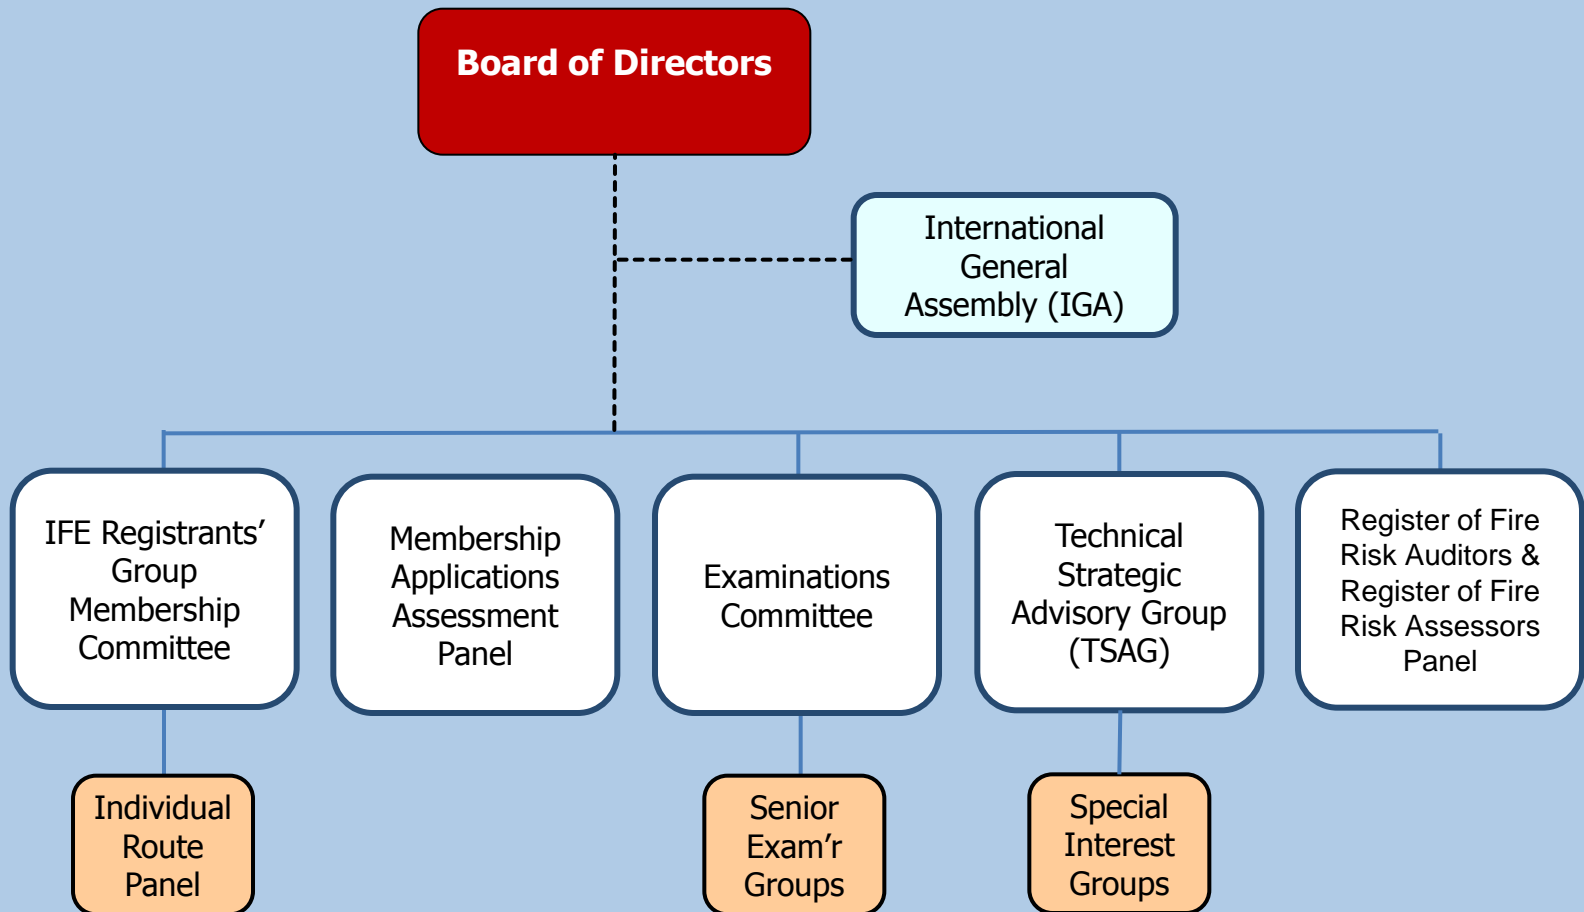 Board of Directors
International
General
Assembly (IGA)
IFE Registrants’
Group
Membership
Committee
Membership
Applications
Assessment
Panel
Examinations
Committee
Technical
Strategic
Advisory Group
(TSAG)
Register of Fire
Risk Auditors &
Register of Fire
Risk Assessors
Panel
Individual
Route
Panel
Senior
Exam'r
Groups
Special
Interest
Groups